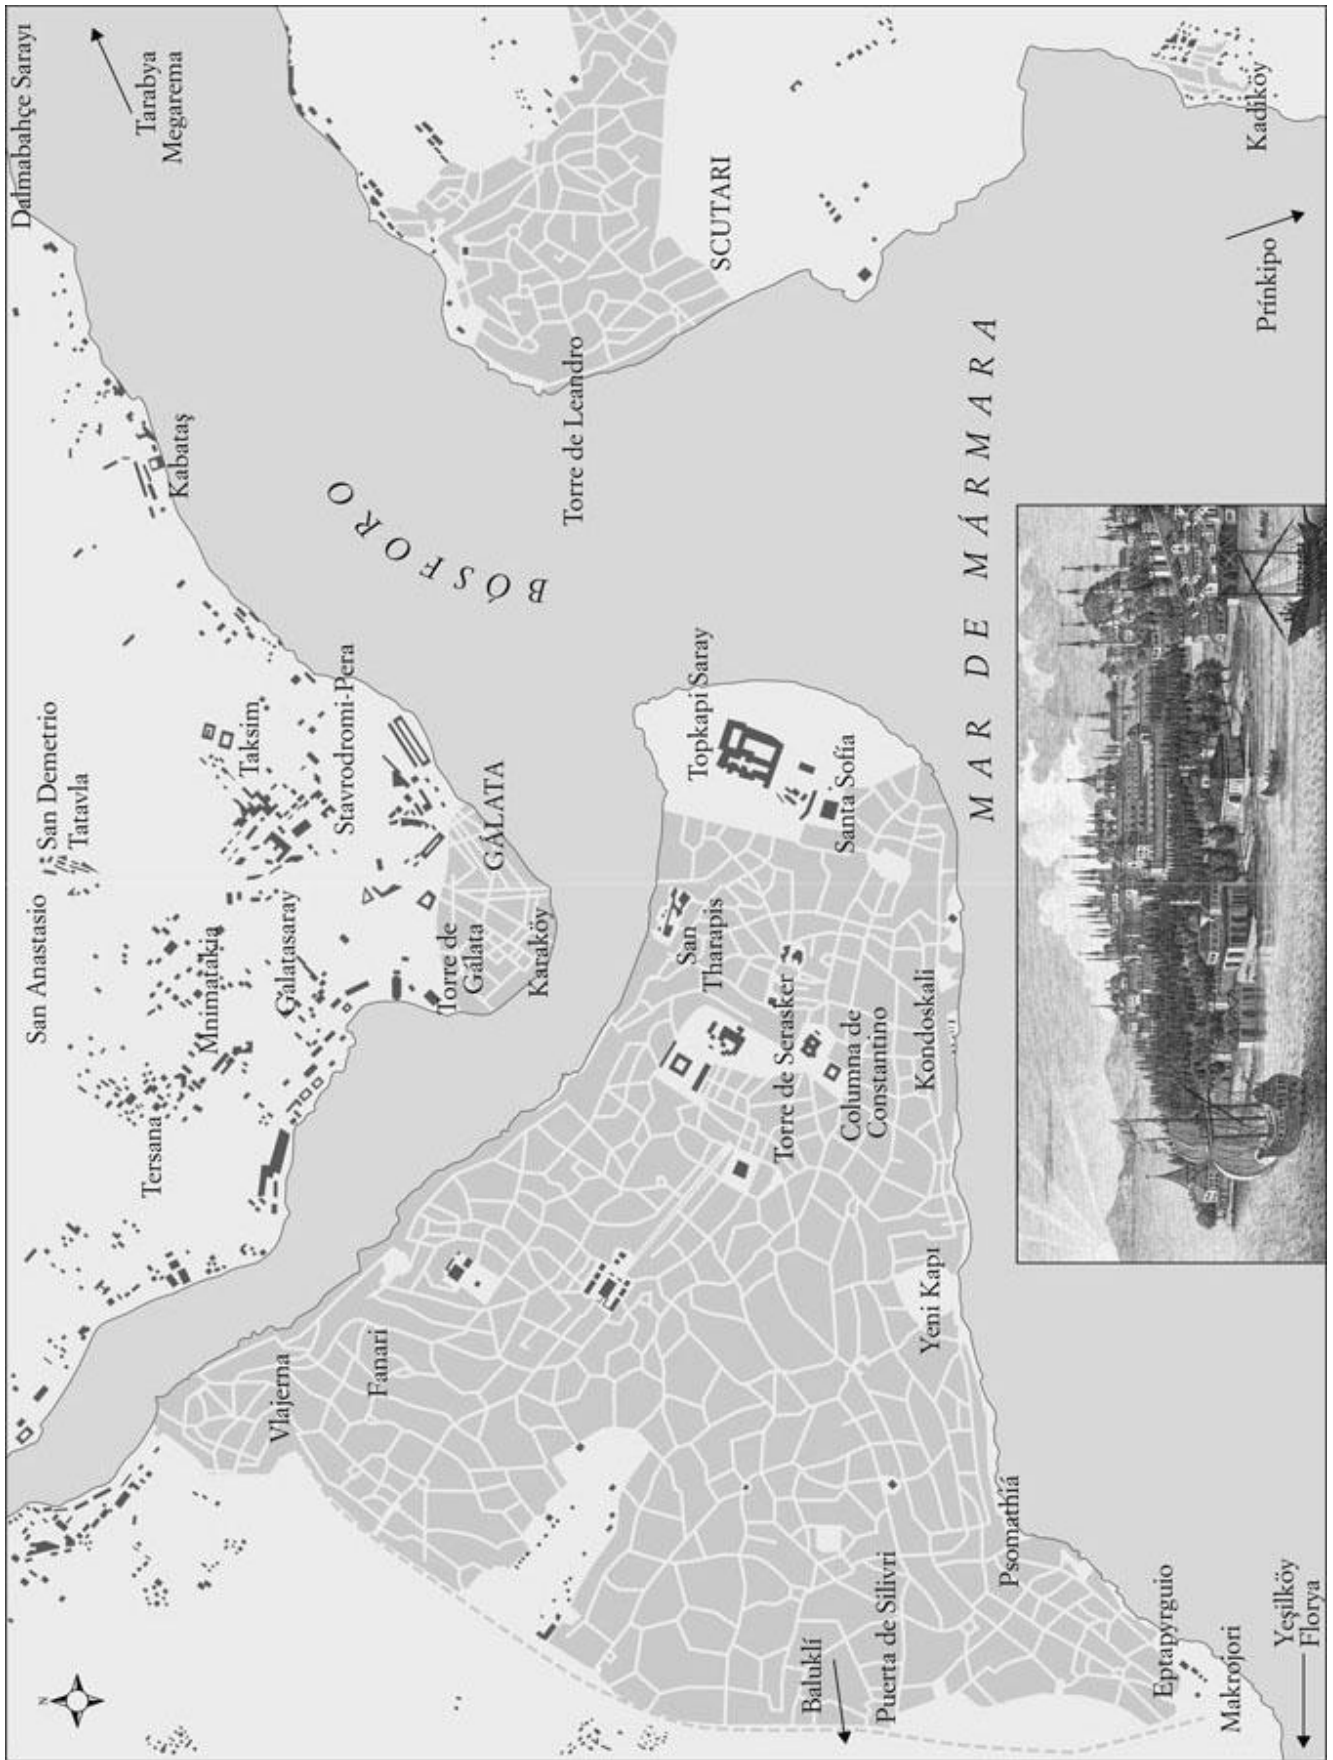 Dalmabahçe Sarayı
Tarabya
Megarema
Kadiköy
SCUTARI
Prínkipo
Torre de Leandro
Kabataş
BÓSFORO
MAR DE MÁRMARA
San Demetrio
Tatavla
Taksim
Stavrodromi-Pera
GÁLATA
Topkapi Saray
Santa Sofía
San Anastasio
Mnimatakia
Galatasaray
Torre de
Gálata
Karaköy
San
Tharapis
Torre de Serasker
Columna de
Constantino
Kondoskali
Tersana
Yeni Kapı
Fanari
Vlajerna
Psomathiá
Puerta de Silivri
Baluklí
Eptapyrguio
Makrojori
Yeşilköy
Florya
N